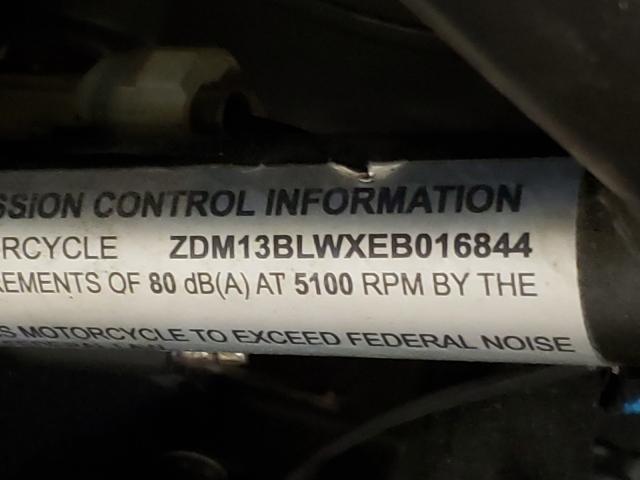 SSION CONTROL INFORMATION
RCYCLE ZDM13BLWXEB016844
EMENTS OF 80 dB(A) AT 5100 RPM BY THE
S MOTORCYCLE TO EXCEED FEDERAL NOISE